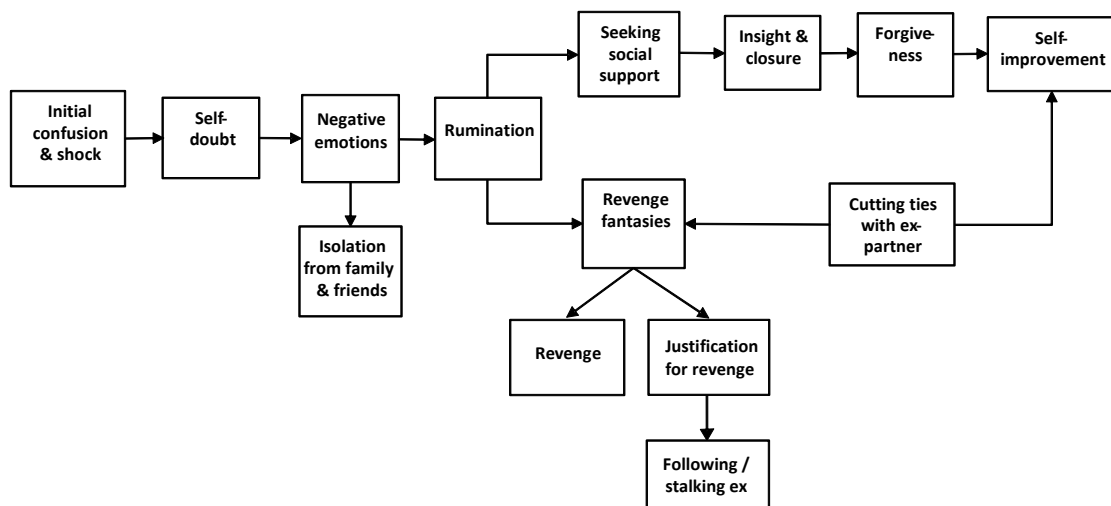 Initial
confusion
& shock
Self-
doubt
Negative
emotions
Isolation
from family
& friends
Rumination
Seeking
social
support
Insight &
closure
Forgive-
ness
Self-
improvement
Revenge
fantasies
Cutting ties
with ex-
partner
Revenge
Justification
for revenge
Following /
stalking ex